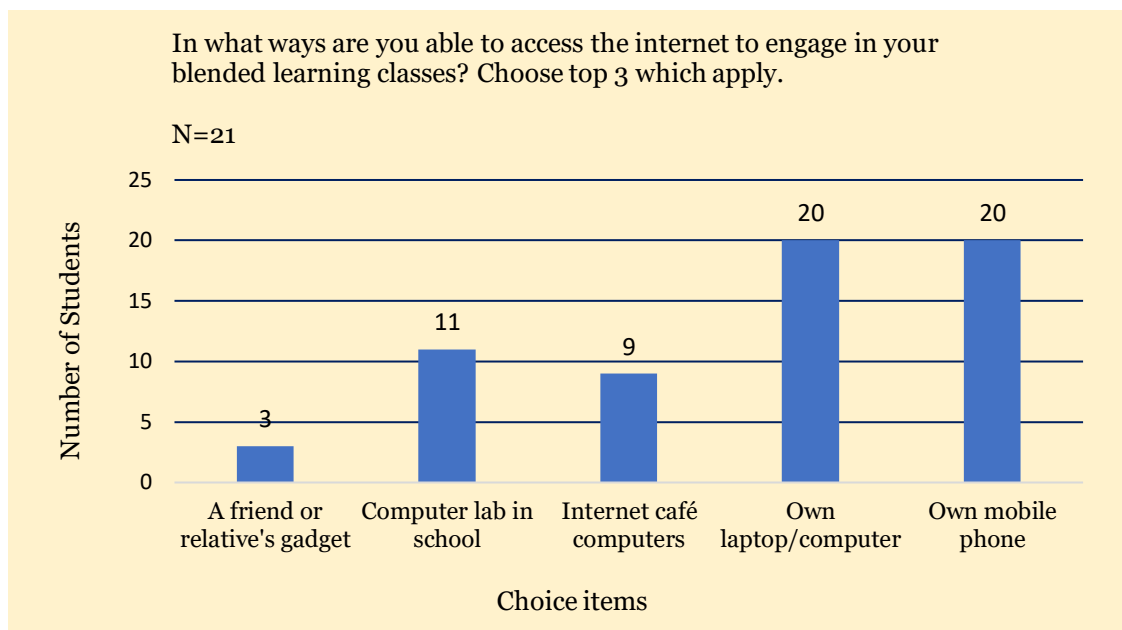 In what ways are you able to access the internet to engage in your
blended learning classes? Choose top 3 which apply.
N=21
25
20
15
10
5
0
Number of Students
3
11
9
20
20
A friend or
relative's gadget
Computer lab in
school
Internet café
computers
Own
laptop/computer
Own mobile
phone
Choice items